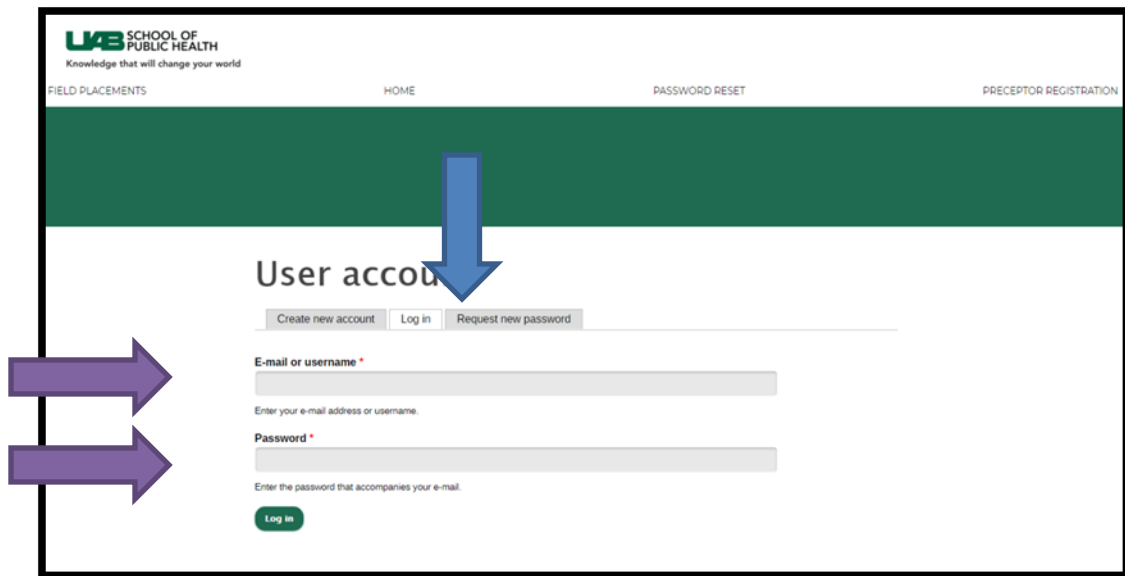 UAB SCHOOL OF
PUBLIC HEALTH
Knowledge that will change your world
FIELD PLACEMENTS HOME PASSWORD RESET PRECEPTOR REGISTRATION
User accou
Create new account Log in Request new password
E-mail or username *
Enter your e-mail address or username.
Password *
Enter the password that accompanies your e-mail.
Log in